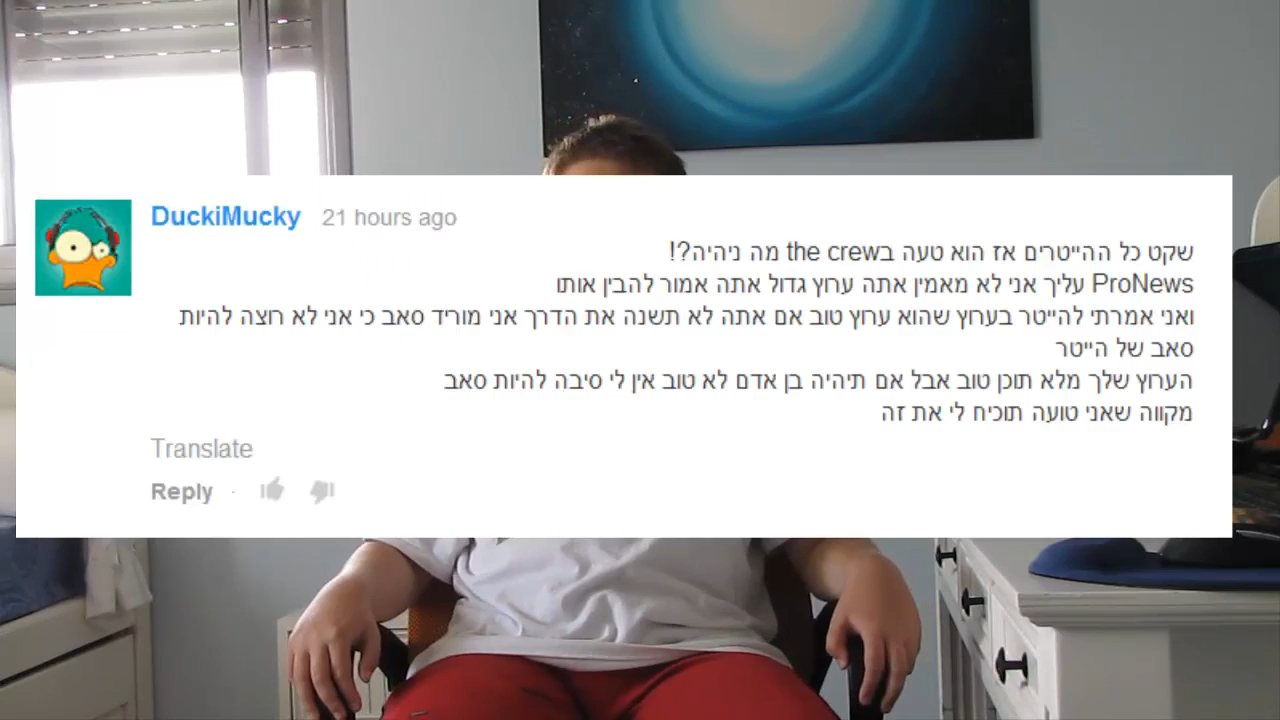 DuckiMucky 21 hours ago
שקט כל ההייטרים אז הוא טעה בthe crew מה ניהיה?!
ProNews עליך אני לא מאמין אתה ערוץ גדול אתה אמור להבין אותו
ואני אמרתי להייטר בערוץ שהוא ערוץ טוב אם אתה לא תשנה את הדרך אני מוריד סאב כי אני לא רוצה להיות
סאב של הייטר
הערוץ שלך מלא תוכן טוב אבל אם תיהיה בן אדם לא טוב אין לי סיבה להיות סאב
מקווה שאני טועה תוכיח לי את זה
Translate
Reply